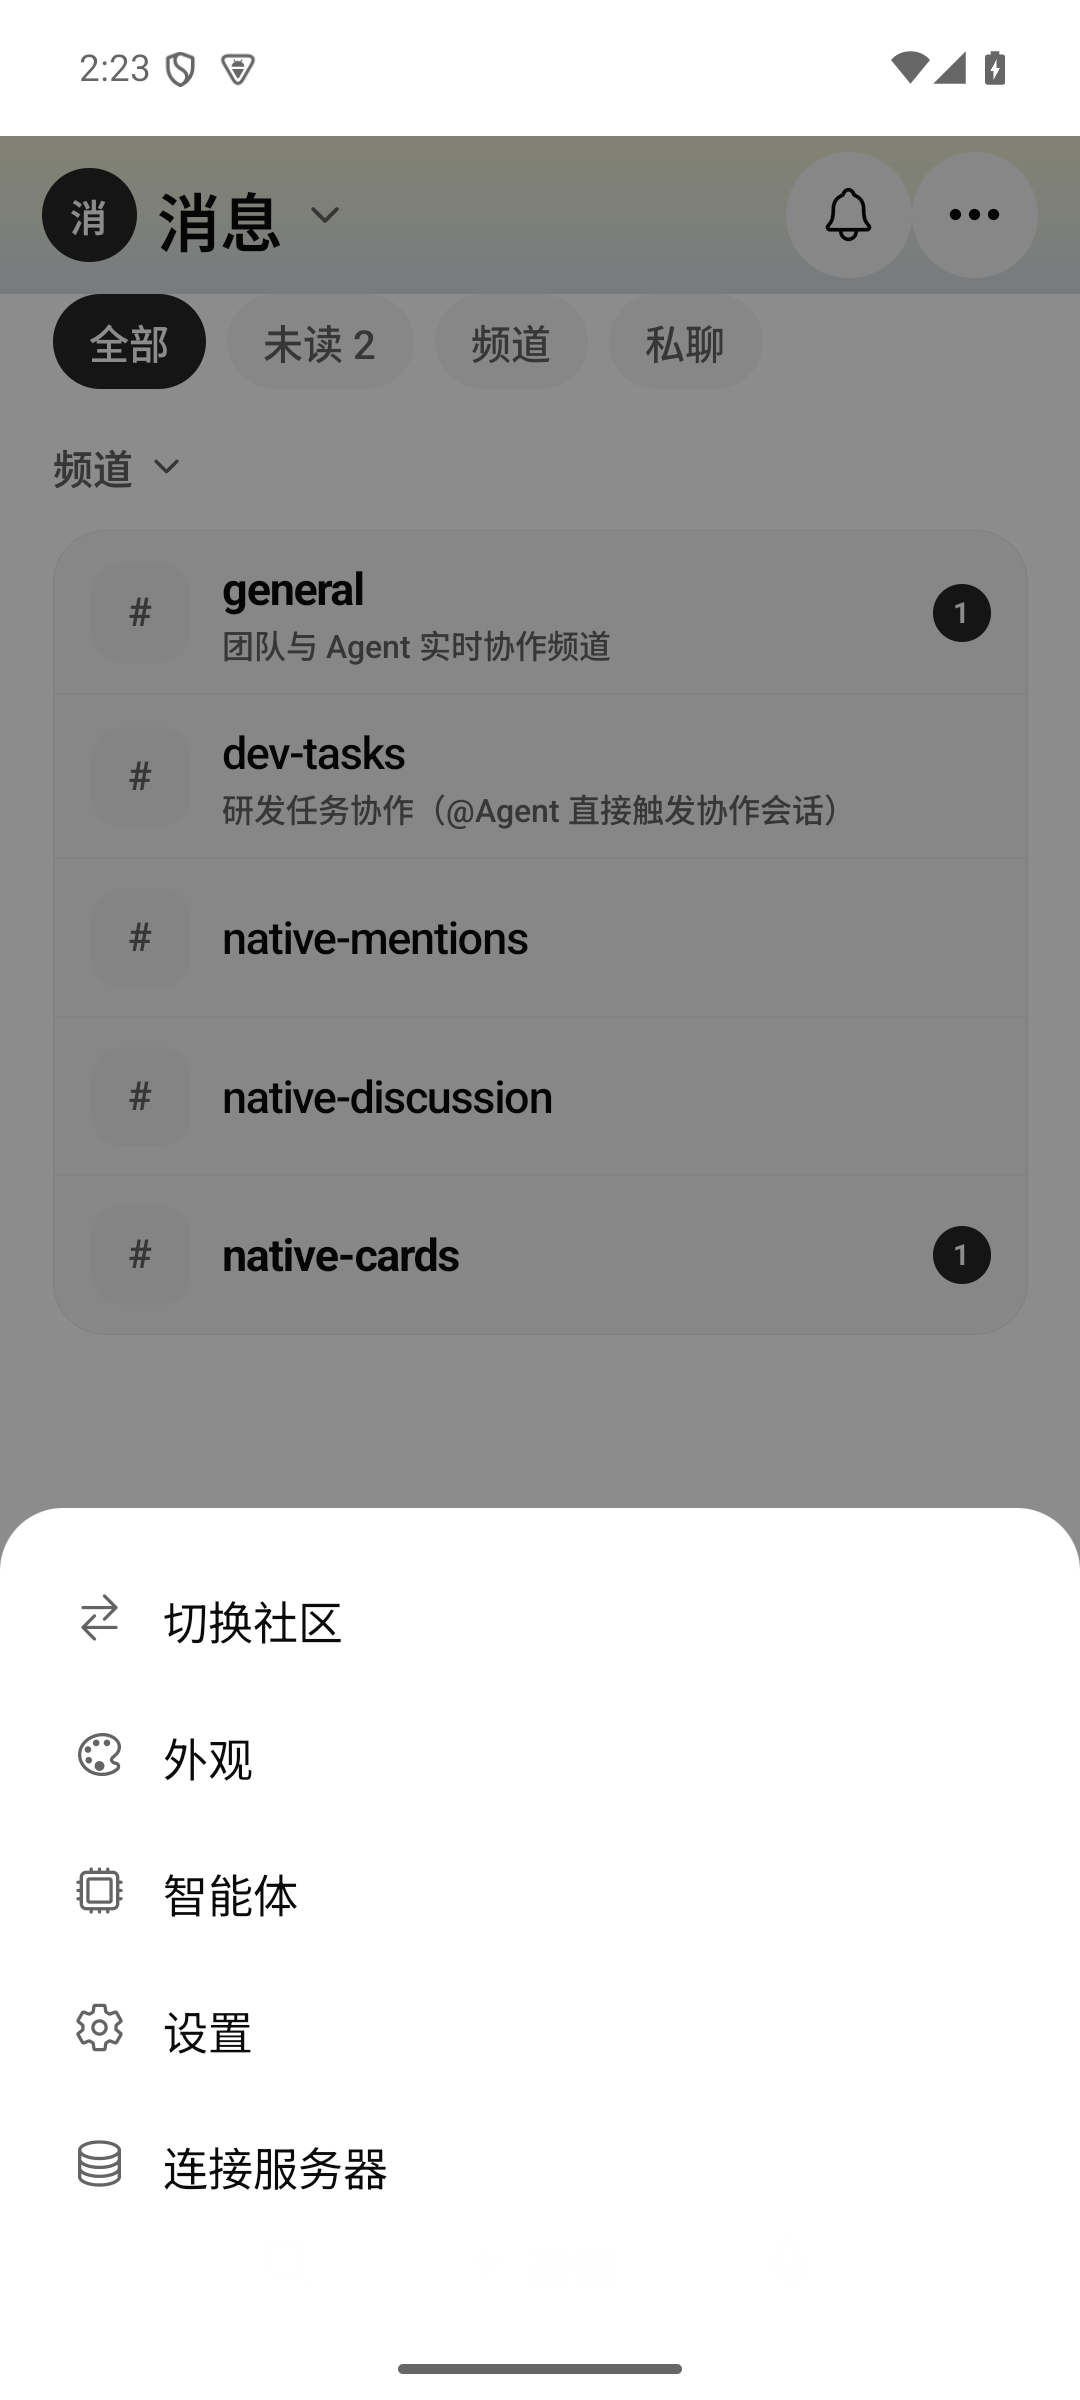 2:23
消 消息
全部 未读 2 频道 私聊
频道
# general 1
团队与 Agent 实时协作频道
# dev-tasks
研发任务协作（@Agent 直接触发协作会话）
# native-mentions
# native-discussion
# native-cards 1
切换社区
外观
智能体
设置
连接服务器